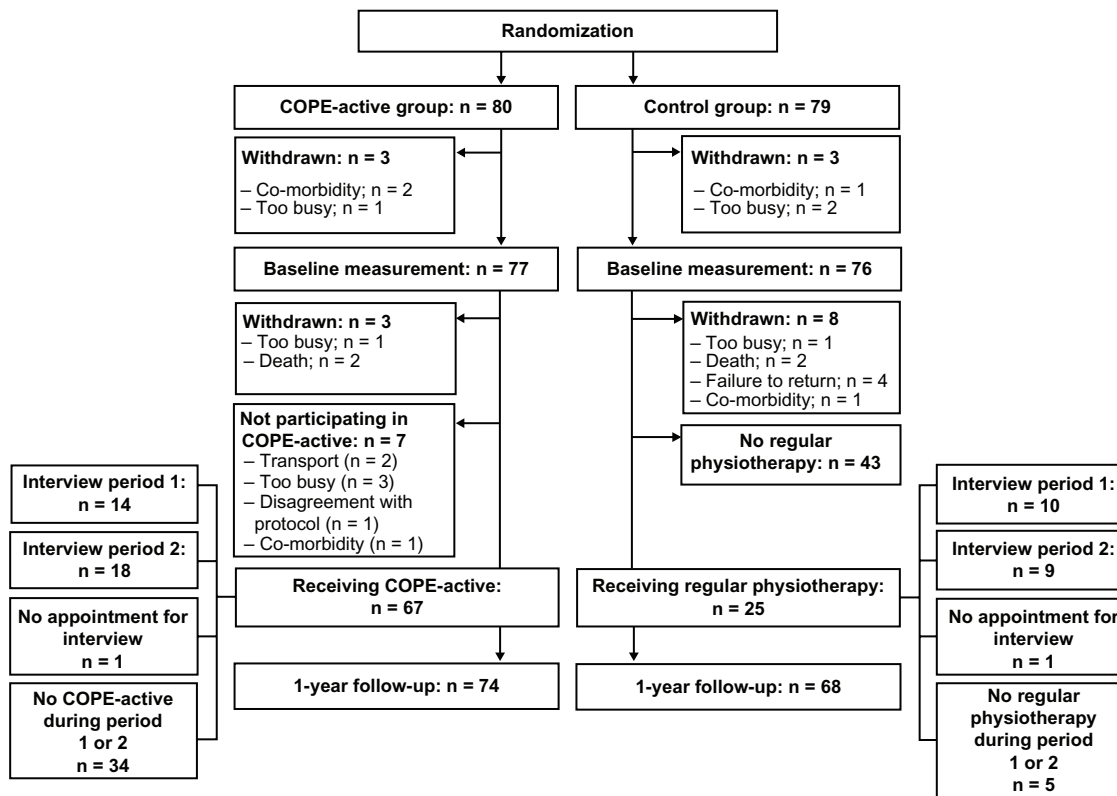 Randomization
COPE-active group: n = 80
Control group: n = 79
Withdrawn: n = 3
– Co-morbidity; n = 2
– Too busy; n = 1
Withdrawn: n = 3
– Co-morbidity; n = 1
– Too busy; n = 2
Baseline measurement: n = 77
Baseline measurement: n = 76
Withdrawn: n = 3
– Too busy; n = 1
– Death; n = 2
Withdrawn: n = 8
– Too busy; n = 1
– Death; n = 2
– Failure to return; n = 4
– Co-morbidity; n = 1
Not participating in
COPE-active: n = 7
– Transport (n = 2)
– Too busy (n = 3)
– Disagreement with
protocol (n = 1)
– Co-morbidity (n = 1)
No regular
physiotherapy: n = 43
Interview period 1:
n = 14
Interview period 2:
n = 18
No appointment for
interview
n = 1
No COPE-active
during period
1 or 2
n = 34
Receiving COPE-active:
n = 67
Receiving regular physiotherapy:
n = 25
1-year follow-up: n = 74
1-year follow-up: n = 68
Interview period 1:
n = 10
Interview period 2:
n = 9
No appointment for
interview
n = 1
No regular
physiotherapy
during period
1 or 2
n = 5